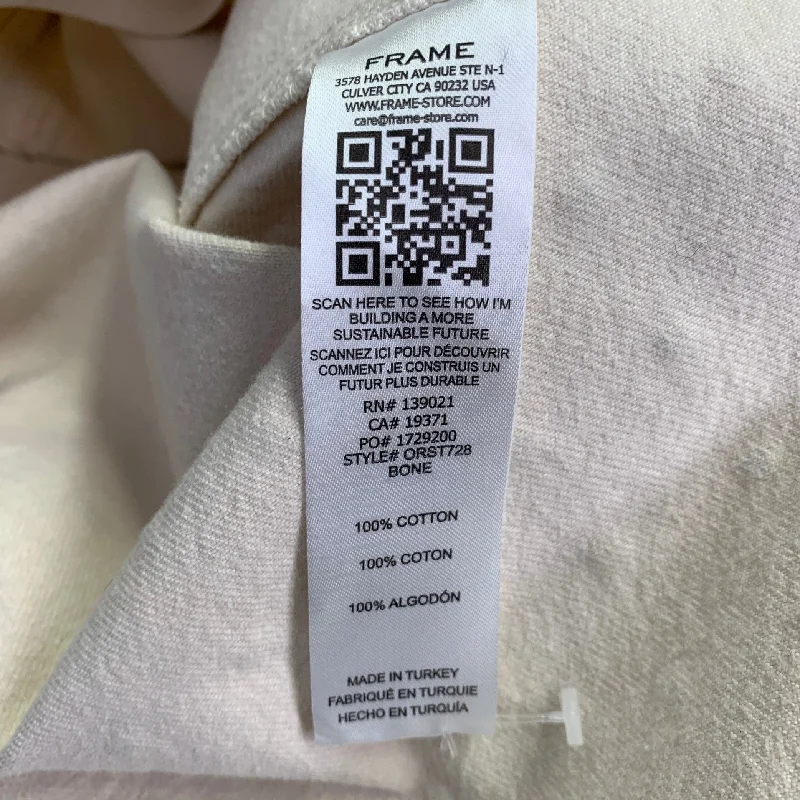 FRAME
3578 HAYDEN AVENUE STE N-1
CULVER CITY CA 90232 USA
WWW.FRAME-STORE.COM
care@frame-store.com
SCAN HERE TO SEE HOW I'M
BUILDING A MORE
SUSTAINABLE FUTURE
SCANNEZ ICI POUR DÉCOUVRIR
COMMENT JE CONSTRUIS UN
FUTUR PLUS DURABLE
RN# 139021
CA# 19371
PO# 1729200
STYLE# ORST728
BONE
100% COTTON
100% COTON
100% ALGODÓN
MADE IN TURKEY
FABRIQUÉ EN TURQUIE
HECHO EN TURQUÍA